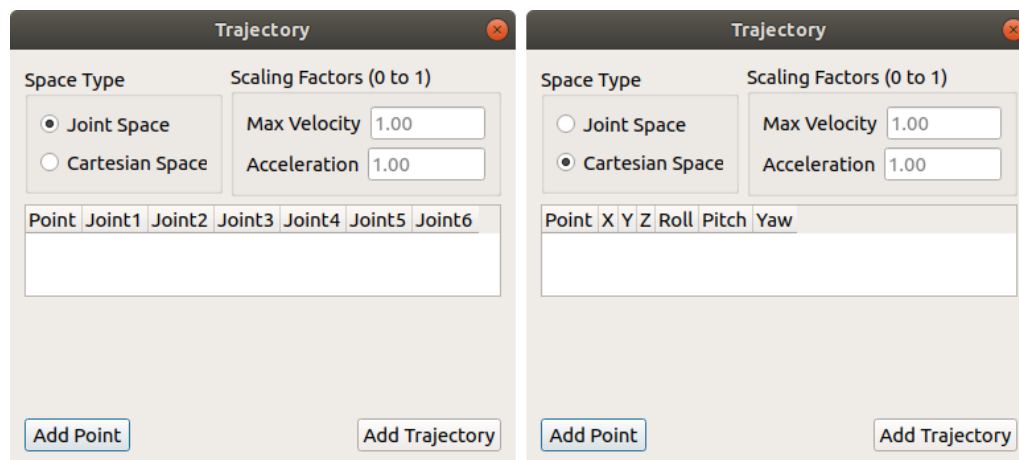 Trajectory
Space Type
Scaling Factors (0 to 1)
Joint Space
Max Velocity 1.00
Cartesian Space
Acceleration 1.00
Point Joint1 Joint2 Joint3 Joint4 Joint5 Joint6
Add Point
Add Trajectory
Trajectory
Space Type
Scaling Factors (0 to 1)
Joint Space
Max Velocity 1.00
Cartesian Space
Acceleration 1.00
Point X Y Z Roll Pitch Yaw
Add Point
Add Trajectory